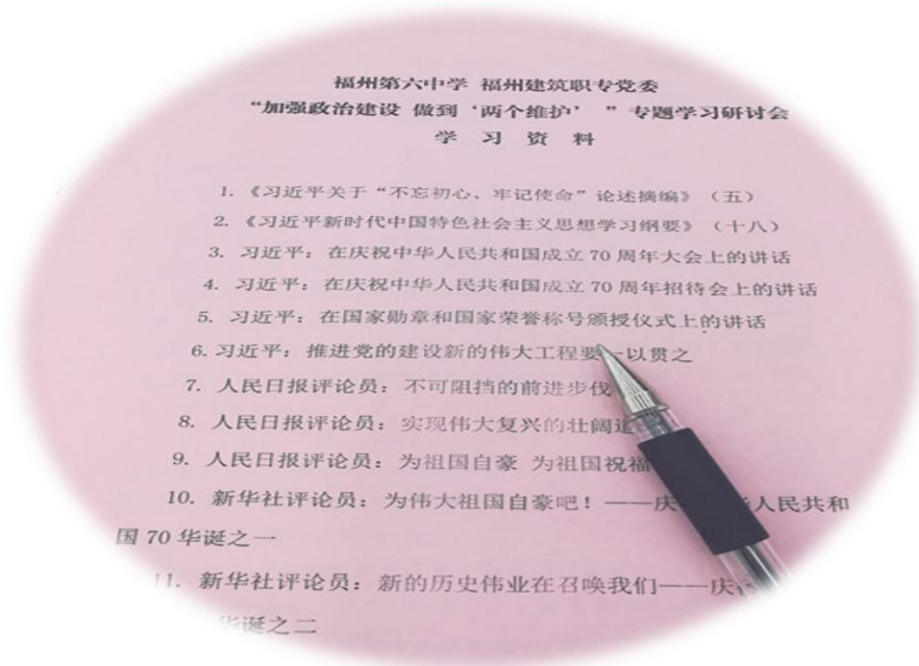 福州第六中学 福州建筑职专党委
“加强政治建设 做到‘两个维护’ ”专题学习研讨会
学 习 资 料
1. 《习近平关于“不忘初心、牢记使命”论述摘编》（五）
2. 《习近平新时代中国特色社会主义思想学习纲要》（十八）
3. 习近平：在庆祝中华人民共和国成立 70 周年大会上的讲话
4. 习近平：在庆祝中华人民共和国成立 70 周年招待会上的讲话
5. 习近平：在国家勋章和国家荣誉称号颁授仪式上的讲话
6. 习近平：推进党的建设新的伟大工程要一以贯之
7. 人民日报评论员：不可阻挡的前进步伐
8. 人民日报评论员：实现伟大复兴的壮阔
9. 人民日报评论员：为祖国自豪 为祖国祝福
10. 新华社评论员：为伟大祖国自豪吧！——庆 人民共和
国 70 华诞之一
11. 新华社评论员：新的历史伟业在召唤我们——庆
华诞之二